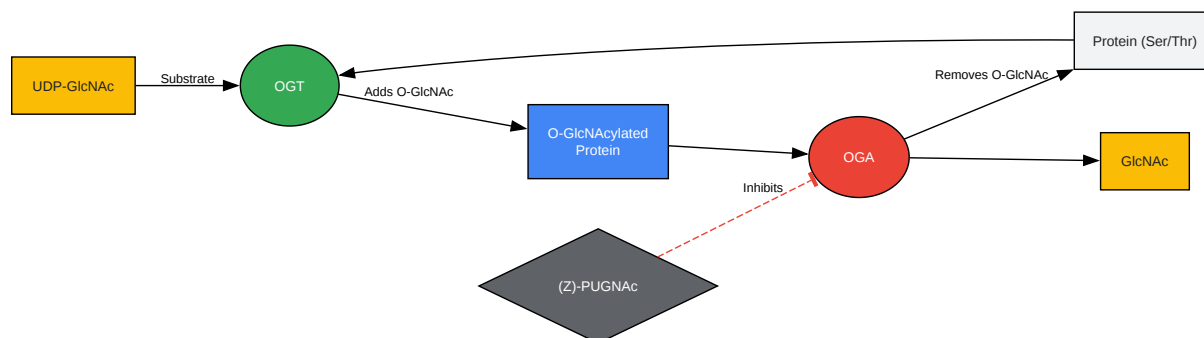 Protein (Ser/Thr)
UDP-GlcNAc
Substrate
OGT
Adds O-GlcNAc
Removes O-GlcNAc
O-GlcNAcylated
Protein
OGA
GlcNAc
Inhibits
(Z)-PUGNAc